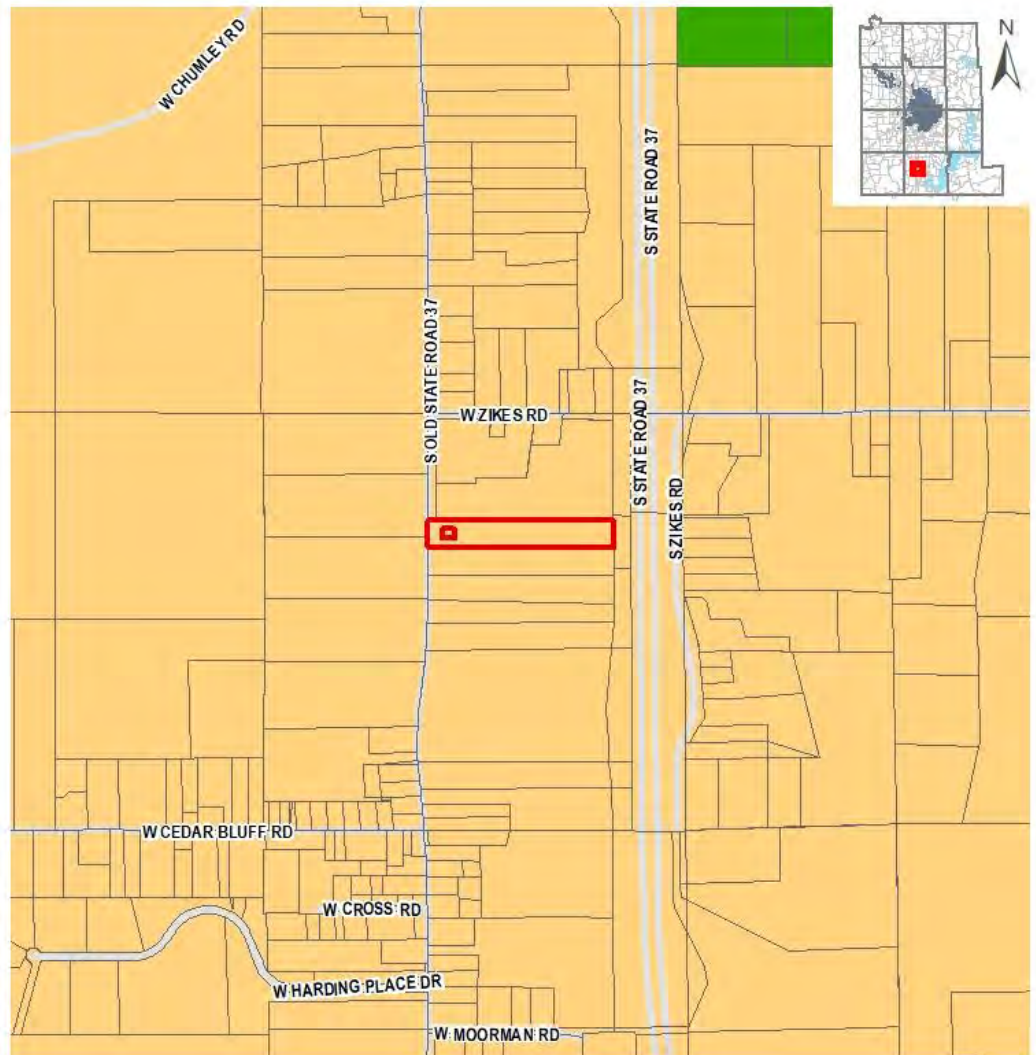 W CHUMLEY RD
N
S STATE ROAD 37
S OLD STATE ROAD 37
W ZIKES RD
S STATE ROAD 37
S ZIKES RD
W CEDAR BLUFF RD
W CROSS RD
W HARDING PLACE DR
W MOORMAN RD